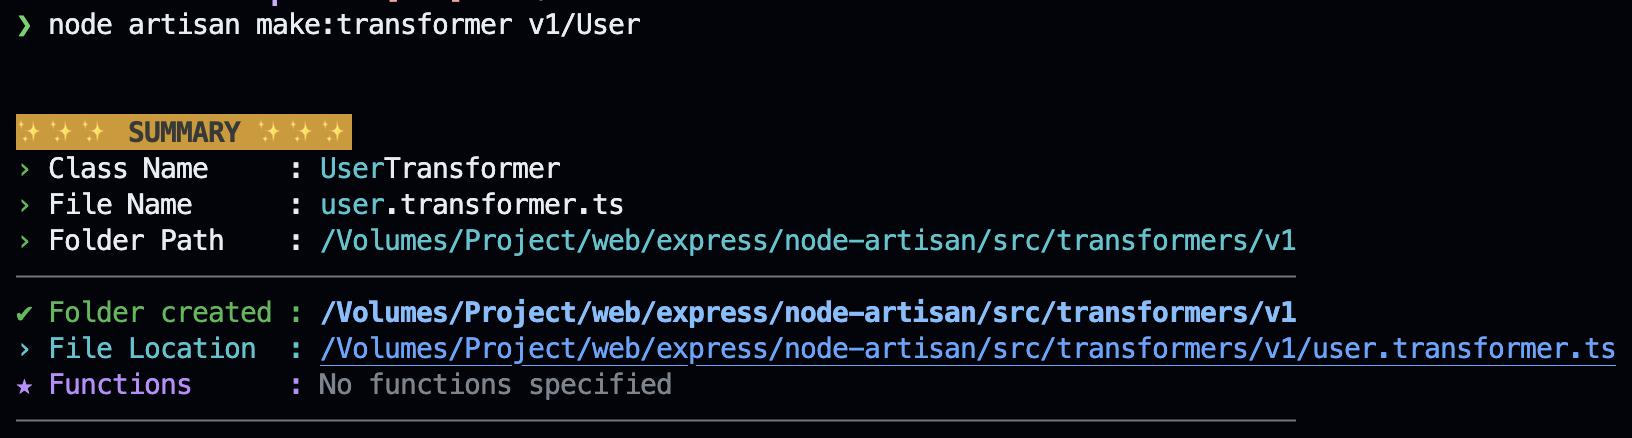 ❯ node artisan make:transformer v1/User
✨✨✨ SUMMARY ✨✨✨
› Class Name : UserTransformer
› File Name : user.transformer.ts
› Folder Path : /Volumes/Project/web/express/node-artisan/src/transformers/v1
✔ Folder created : /Volumes/Project/web/express/node-artisan/src/transformers/v1
› File Location : /Volumes/Project/web/express/node-artisan/src/transformers/v1/user.transformer.ts
★ Functions : No functions specified